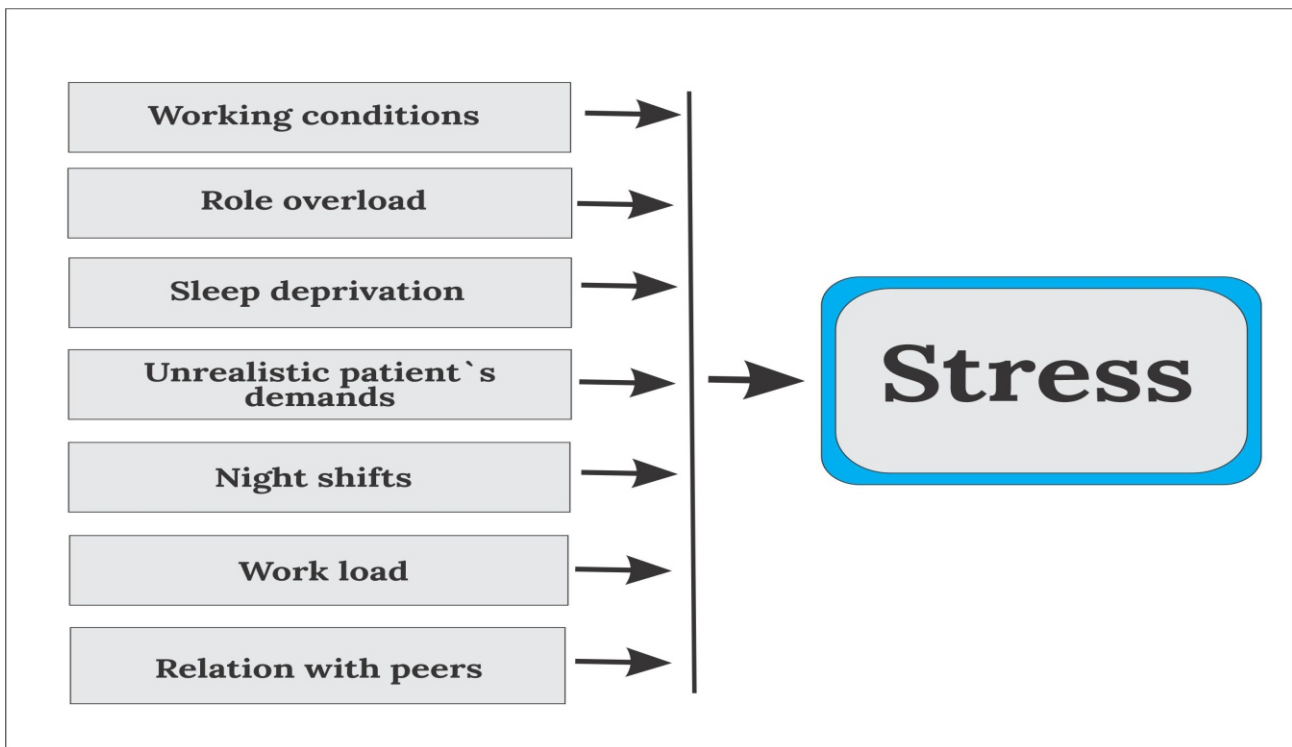 Working conditions
Role overload
Sleep deprivation
Unrealistic patient`s
demands
Night shifts
Work load
Relation with peers
Stress